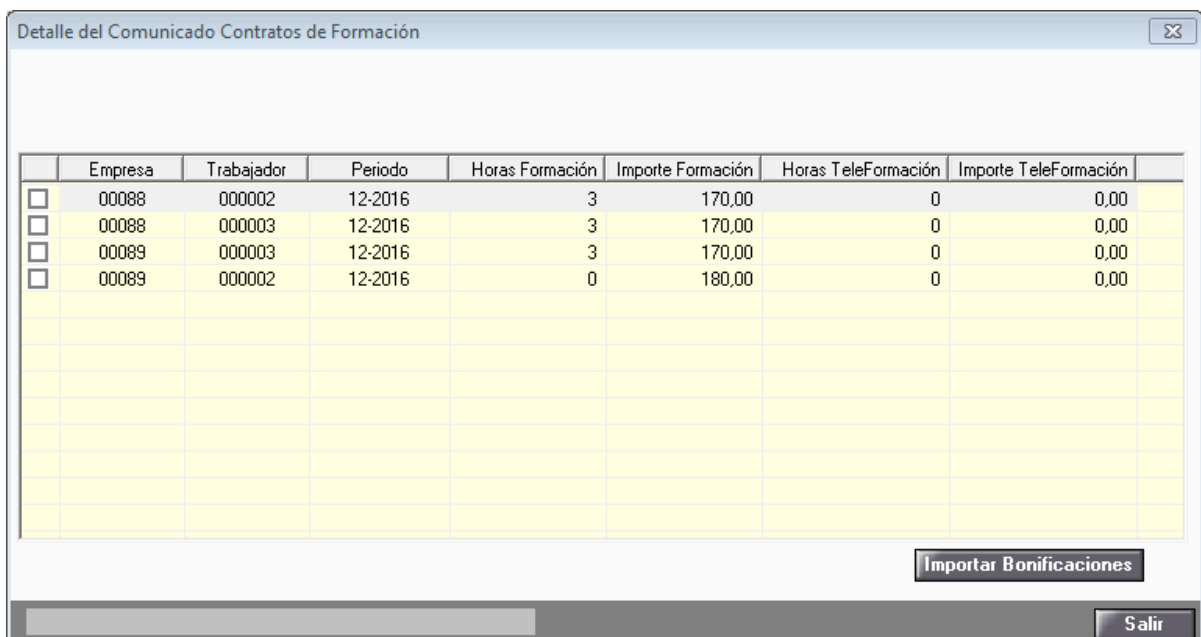 Detalle del Comunicado Contratos de Formación
Empresa Trabajador Periodo Horas Formación Importe Formación Horas TeleFormación Importe TeleFormación
00088 000002 12-2016 3 170,00 0 0,00
00088 000003 12-2016 3 170,00 0 0,00
00089 000003 12-2016 3 170,00 0 0,00
00089 000002 12-2016 0 180,00 0 0,00
Importar Bonificaciones
Salir